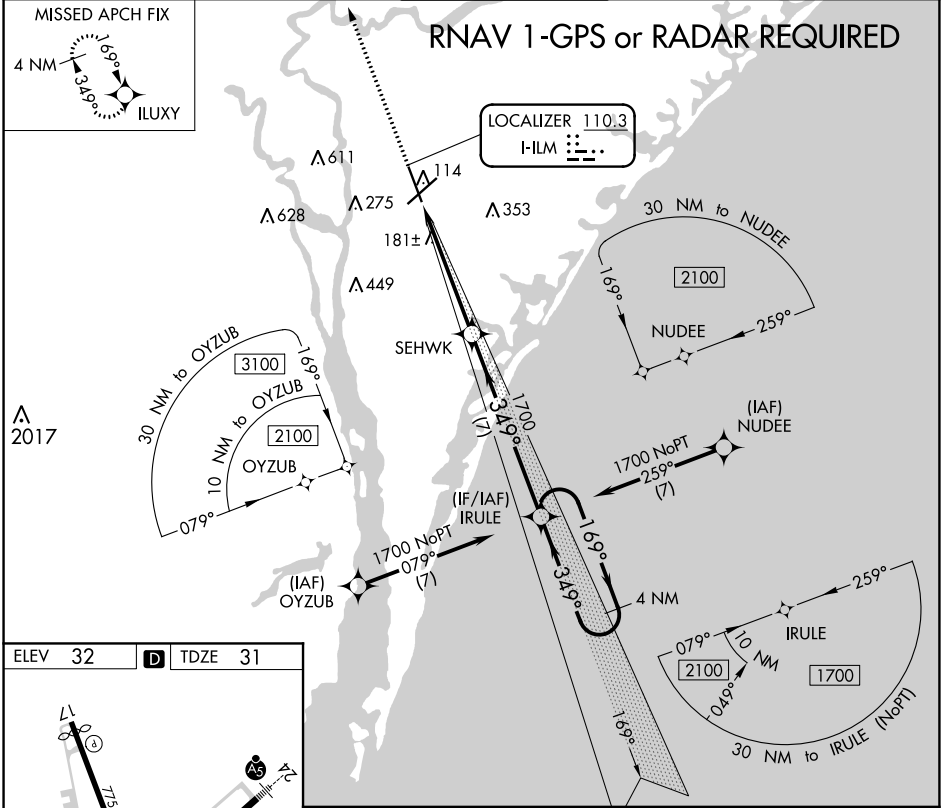 MISSED APCH FIX
4 NM
169°
349°
ILUXY
RNAV 1-GPS or RADAR REQUIRED
LOCALIZER 110.3
I-ILM
611
114
628
275
353
181±
449
30 NM to NUDEE
2100
169°
NUDEE
259°
SEHWK
30 NM to OYZUB
3100
169°
10 NM to OYZUB
2100
OYZUB
079°
2017
1700
349°
(7)
(IAF)
NUDEE
1700 NoPT
259°
(7)
(IF/IAF)
IRULE
1700 NoPT
079°
(7)
(IAF)
OYZUB
169°
349°
4 NM
259°
079°
IRULE
10 NM
2100
1700
049°
30 NM to IRULE (NoPT)
169°
ELEV 32
D
TDZE 31
17
P
775
A5
24